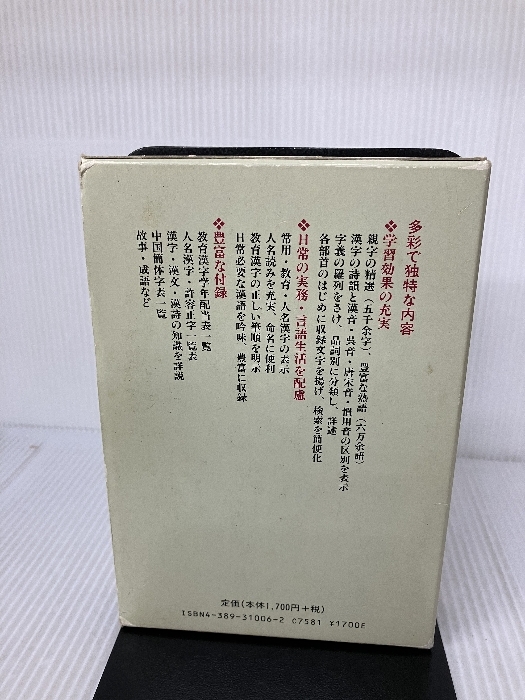 多彩で独特な内容
❖学習効果の充実
親字の精選（五千余字）、豊富な熟語（六万余語）
漢字の詩韻と漢音・呉音・唐宋音・慣用音の区別を表示
字義の羅列をさけ、品詞別に分類し、詳述
各部首のはじめに収録文字を掲げ、検索を簡便化
❖日常の実務・言語生活を配慮
常用・教育・人名漢字の表示
人名読みを充実、命名に便利
教育漢字の正しい筆順を明示
日常必要な漢語を吟味、豊富に収録
❖豊富な付録
教育漢字学年配当表一覧
人名漢字・許容正字一覧表
漢字・漢文・漢詩の知識を詳説
中国簡体字表一覧
故事・成語など
定価(本体1,700円+税)
ISBN4-389-31006-2 C7581 ¥1700E